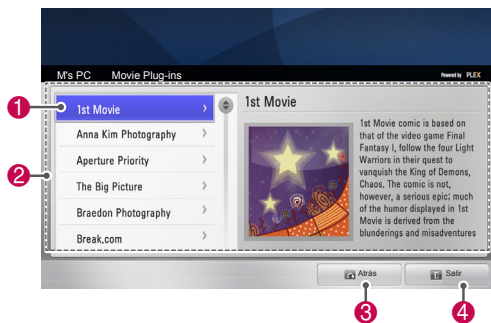 M's PC Movie Plug-ins Powered by PLEX
1
1st Movie
Anna Kim Photography
Aperture Priority
2
The Big Picture
Braedon Photography
Break.com
1st Movie
1st Movie comic is based on
that of the video game Final
Fantasy I, follow the four Light
Warriors in their quest to
vanquish the King of Demons,
Chaos. The comic is not,
however, a serious epic; much
of the humor displayed in 1st
Movie is derived from the
blunderings and misadventures
Atrás
Salir
3
4